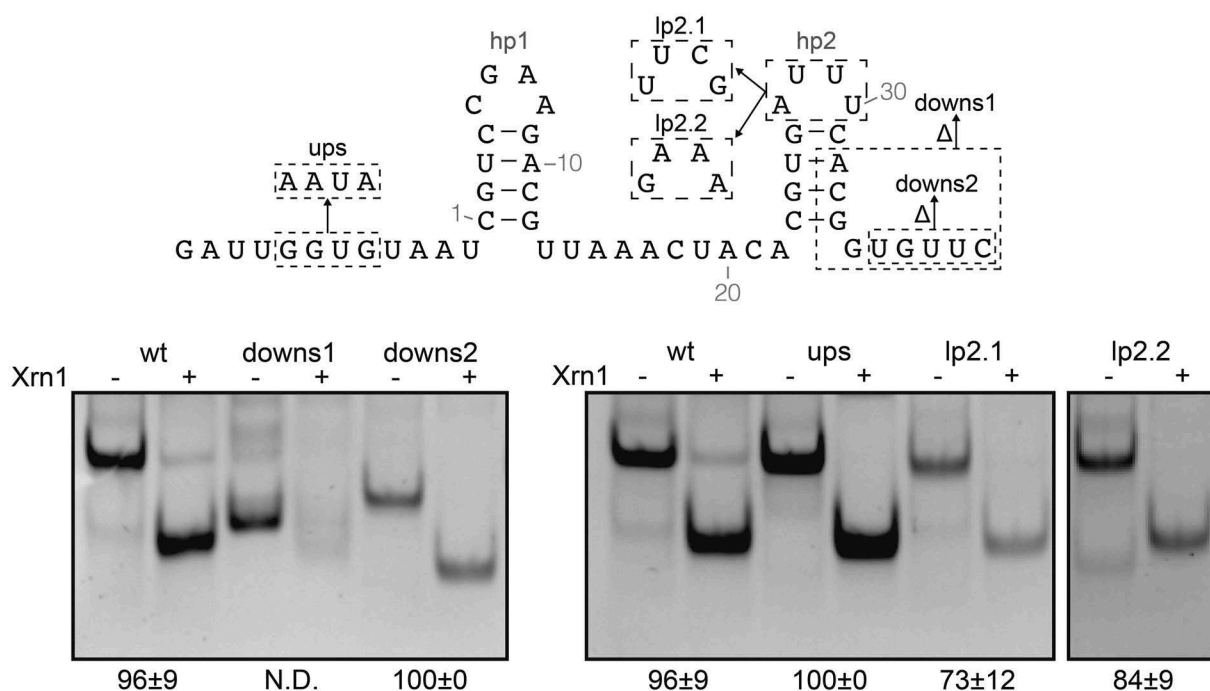 lp2.1
hp1
hp2
G A
C A
U C
U G
U U
A U
30
downs1
Δ
lp2.2
A A
G A
C G
G C
ups
A A U A
U A
10
U A
downs2
Δ
G C
G C
1
C G
C G
G A U U G G U G U A A U
U U A A A C U A C A
G U G U U C
20
wt downs1 downs2
Xrn1 - + - + - +
96±9 N.D. 100±0
wt ups lp2.1 lp2.2
Xrn1 - + - + - + - +
96±9 100±0 73±12 84±9